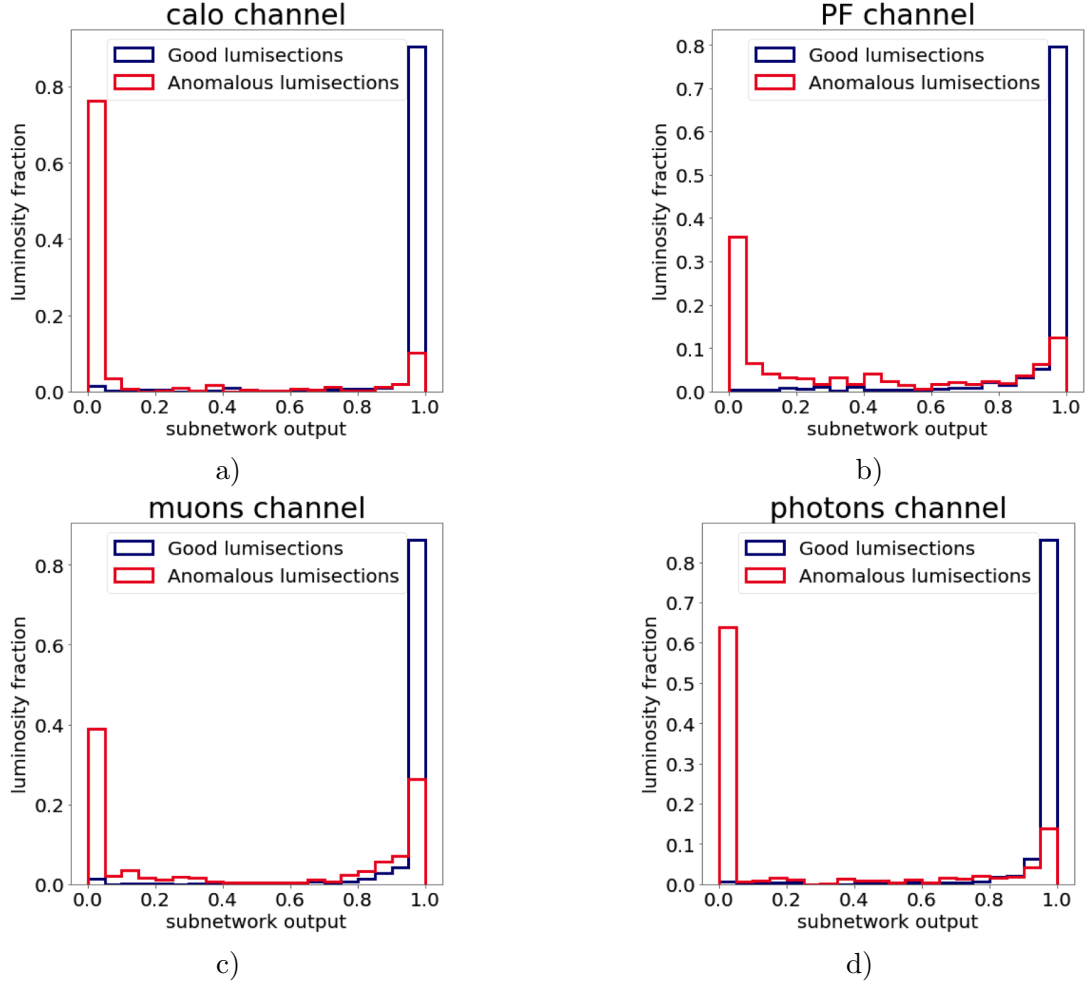 calo channel
Good lumisections
Anomalous lumisections
luminosity fraction
0.8
0.6
0.4
0.2
0.0
0.0 0.2 0.4 0.6 0.8 1.0
subnetwork output
a)
PF channel
Good lumisections
Anomalous lumisections
luminosity fraction
0.8
0.7
0.6
0.5
0.4
0.3
0.2
0.1
0.0
0.0 0.2 0.4 0.6 0.8 1.0
subnetwork output
b)
muons channel
Good lumisections
Anomalous lumisections
luminosity fraction
0.8
0.6
0.4
0.2
0.0
0.0 0.2 0.4 0.6 0.8 1.0
subnetwork output
c)
photons channel
Good lumisections
Anomalous lumisections
luminosity fraction
0.8
0.7
0.6
0.5
0.4
0.3
0.2
0.1
0.0
0.0 0.2 0.4 0.6 0.8 1.0
subnetwork output
d)